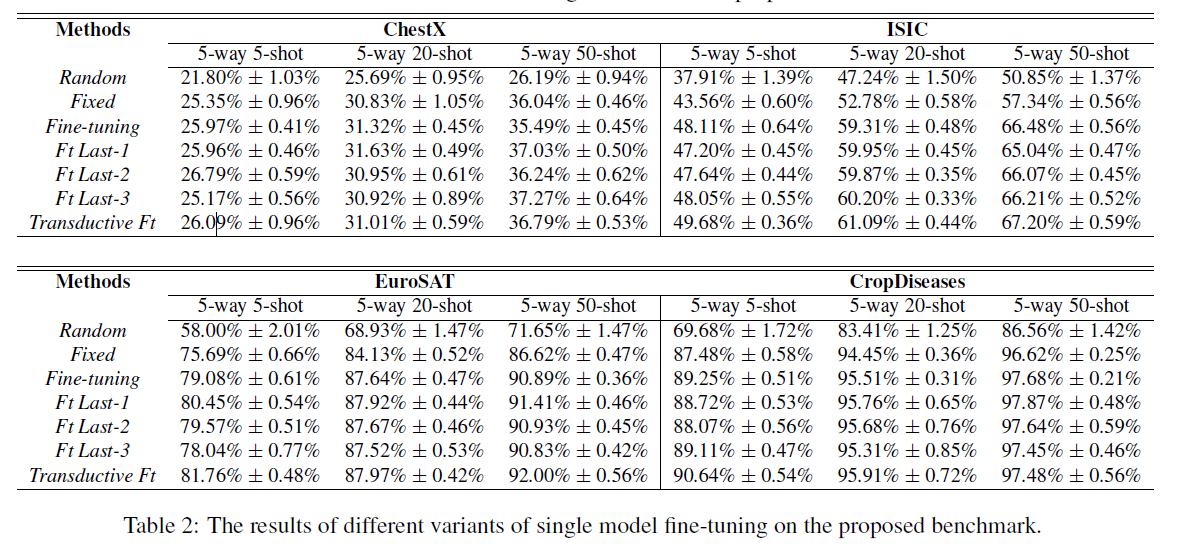 Methods ChestX ISIC
5-way 5-shot 5-way 20-shot 5-way 50-shot 5-way 5-shot 5-way 20-shot 5-way 50-shot
Random 21.80% ± 1.03% 25.69% ± 0.95% 26.19% ± 0.94% 37.91% ± 1.39% 47.24% ± 1.50% 50.85% ± 1.37%
Fixed 25.35% ± 0.96% 30.83% ± 1.05% 36.04% ± 0.46% 43.56% ± 0.60% 52.78% ± 0.58% 57.34% ± 0.56%
Fine-tuning 25.97% ± 0.41% 31.32% ± 0.45% 35.49% ± 0.45% 48.11% ± 0.64% 59.31% ± 0.48% 66.48% ± 0.56%
Ft Last-1 25.96% ± 0.46% 31.63% ± 0.49% 37.03% ± 0.50% 47.20% ± 0.45% 59.95% ± 0.45% 65.04% ± 0.47%
Ft Last-2 26.79% ± 0.59% 30.95% ± 0.61% 36.24% ± 0.62% 47.64% ± 0.44% 59.87% ± 0.35% 66.07% ± 0.45%
Ft Last-3 25.17% ± 0.56% 30.92% ± 0.89% 37.27% ± 0.64% 48.05% ± 0.55% 60.20% ± 0.33% 66.21% ± 0.52%
Transductive Ft 26.09% ± 0.96% 31.01% ± 0.59% 36.79% ± 0.53% 49.68% ± 0.36% 61.09% ± 0.44% 67.20% ± 0.59%
Methods EuroSAT CropDiseases
5-way 5-shot 5-way 20-shot 5-way 50-shot 5-way 5-shot 5-way 20-shot 5-way 50-shot
Random 58.00% ± 2.01% 68.93% ± 1.47% 71.65% ± 1.47% 69.68% ± 1.72% 83.41% ± 1.25% 86.56% ± 1.42%
Fixed 75.69% ± 0.66% 84.13% ± 0.52% 86.62% ± 0.47% 87.48% ± 0.58% 94.45% ± 0.36% 96.62% ± 0.25%
Fine-tuning 79.08% ± 0.61% 87.64% ± 0.47% 90.89% ± 0.36% 89.25% ± 0.51% 95.51% ± 0.31% 97.68% ± 0.21%
Ft Last-1 80.45% ± 0.54% 87.92% ± 0.44% 91.41% ± 0.46% 88.72% ± 0.53% 95.76% ± 0.65% 97.87% ± 0.48%
Ft Last-2 79.57% ± 0.51% 87.67% ± 0.46% 90.93% ± 0.45% 88.07% ± 0.56% 95.68% ± 0.76% 97.64% ± 0.59%
Ft Last-3 78.04% ± 0.77% 87.52% ± 0.53% 90.83% ± 0.42% 89.11% ± 0.47% 95.31% ± 0.85% 97.45% ± 0.46%
Transductive Ft 81.76% ± 0.48% 87.97% ± 0.42% 92.00% ± 0.56% 90.64% ± 0.54% 95.91% ± 0.72% 97.48% ± 0.56%
Table 2: The results of different variants of single model fine-tuning on the proposed benchmark.